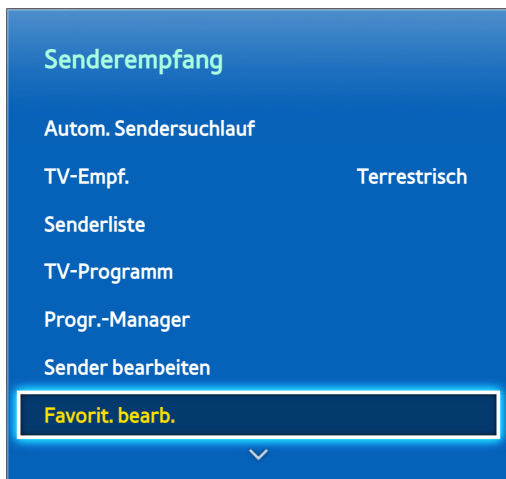 Senderempfang
Autom. Sendersuchlauf
TV-Empf. Terrestrisch
Senderliste
TV-Programm
Progr.-Manager
Sender bearbeiten
Favorit. bearb.